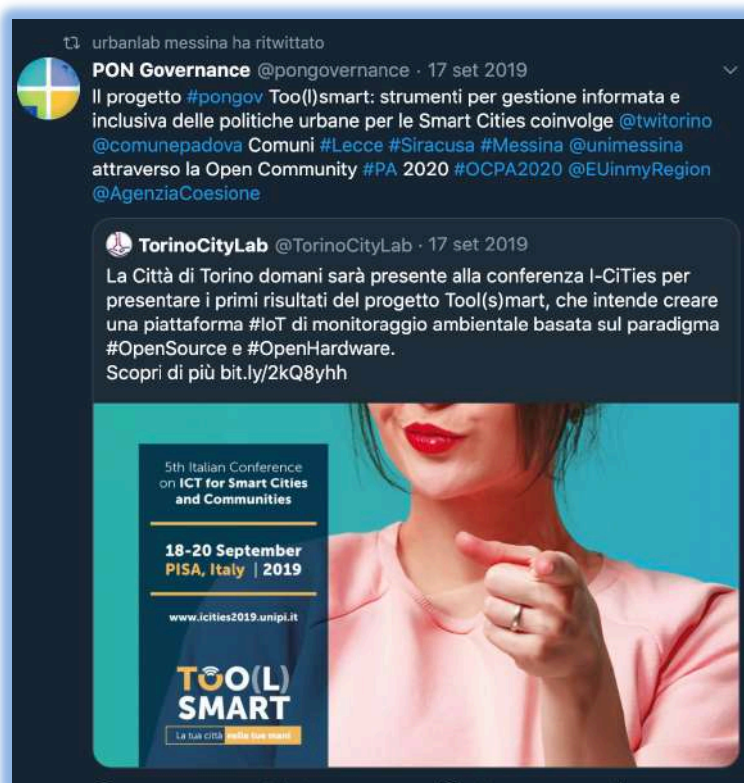 urbanlab messina ha ritwittato
PON Governance @pongovernance · 17 set 2019
Il progetto #pongov Too(l)smart: strumenti per gestione informata e
inclusiva delle politiche urbane per le Smart Cities coinvolge @twitorino
@comunepadova Comuni #Lecce #Siracusa #Messina @unimessina
attraverso la Open Community #PA 2020 #OCPA2020 @EUinmyRegion
@AgenziaCoesione
TorinoCityLab @TorinoCityLab · 17 set 2019
La Città di Torino domani sarà presente alla conferenza I-CiTies per
presentare i primi risultati del progetto Tool(s)mart, che intende creare
una piattaforma #IoT di monitoraggio ambientale basata sul paradigma
#OpenSource e #OpenHardware.
Scopri di più bit.ly/2kQ8yhh
5th Italian Conference
on ICT for Smart Cities
and Communities
18-20 September
PISA, Italy | 2019
www.icities2019.unipi.it
TOO(L)
SMART
La tua città nelle tue mani